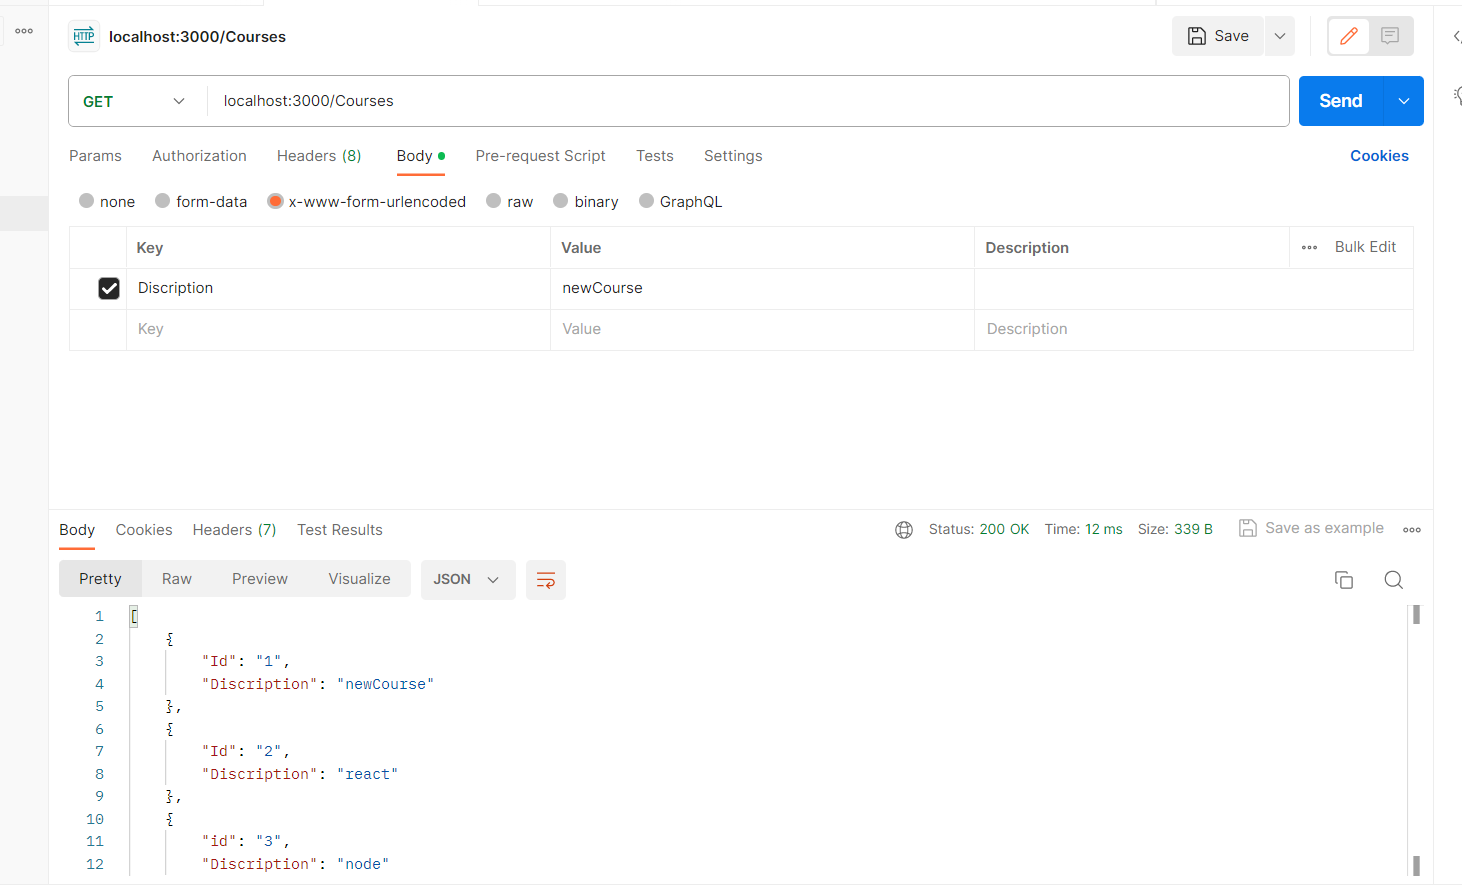 HTTP localhost:3000/Courses Save
GET localhost:3000/Courses Send
Params Authorization Headers (8) Body Pre-request Script Tests Settings Cookies
none form-data x-www-form-urlencoded raw binary GraphQL
Key Value Description Bulk Edit
Discription newCourse
Key Value Description
Body Cookies Headers (7) Test Results Status: 200 OK Time: 12 ms Size: 339 B Save as example
Pretty Raw Preview Visualize JSON
1 [
2 {
3 "Id": "1",
4 "Discription": "newCourse"
5 },
6 {
7 "Id": "2",
8 "Discription": "react"
9 },
10 {
11 "id": "3",
12 "Discription": "node"